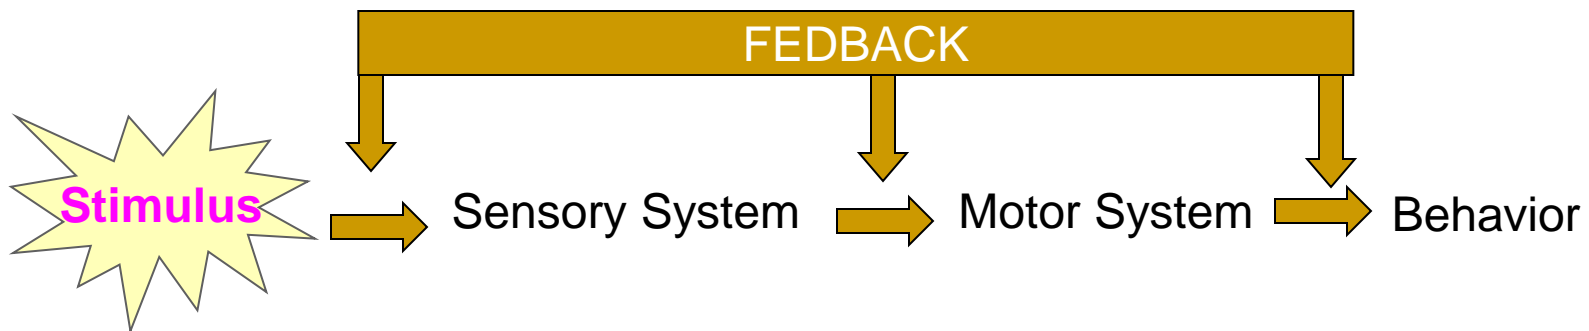 FEDBACK
Stimulus
Sensory System
Motor System
Behavior